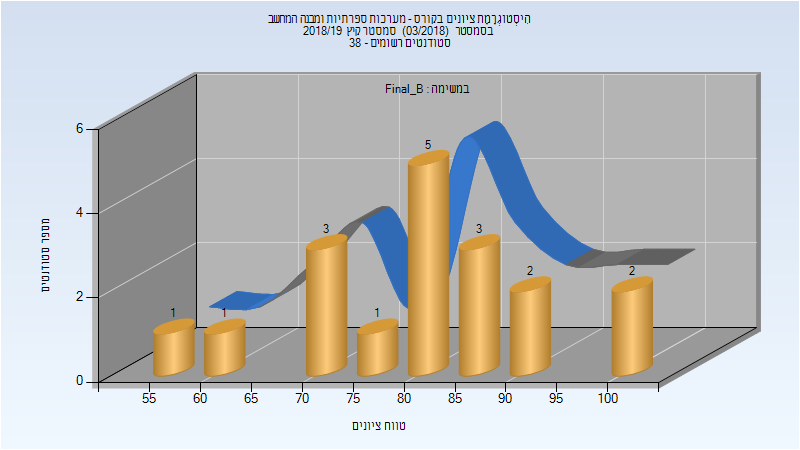 היסטוגרמת ציונים בקורס - מערכות ספרתיות ומבנה המחשב
בסמסטר (03/2018) סמסטר קיץ 2018/19
סטודנטים רשומים - 38
במשימה : Final_B
מספר סטודנטים
6
4
2
0
1
1
3
1
5
3
2
2
55 60 65 70 75 80 85 90 95 100
טווח ציונים